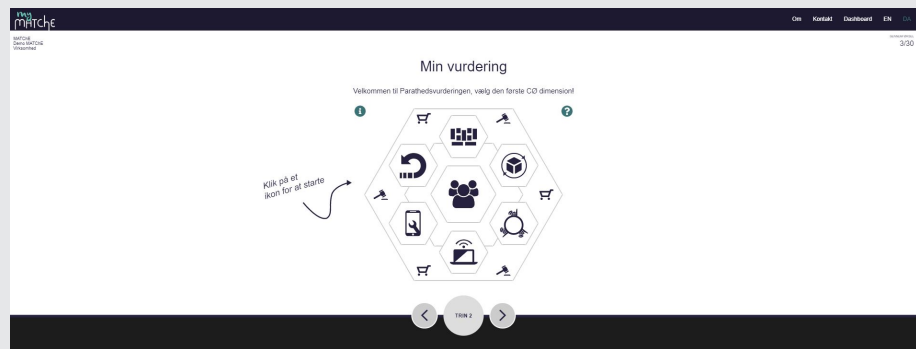 my
MATChE
Om Kontakt Dashboard EN DA
MATChE
Demo MATChE
Virksomhed
3/30
Min vurdering
Velkommen til Parathedsvurderingen, vælg den første CØ dimension!
i
?
Klik på et
ikon for at starte
TRIN 2